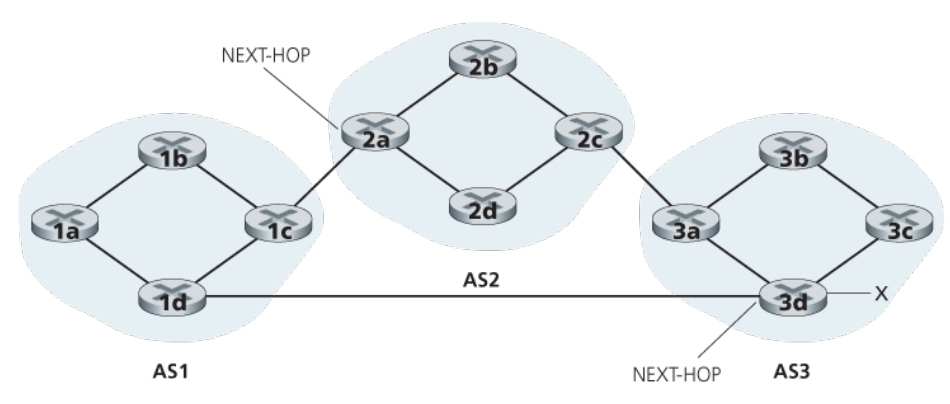 NEXT-HOP
2b
2a
2c
2d
AS2
1b
1a
1c
1d
AS1
3b
3a
3c
3d
X
NEXT-HOP
AS3